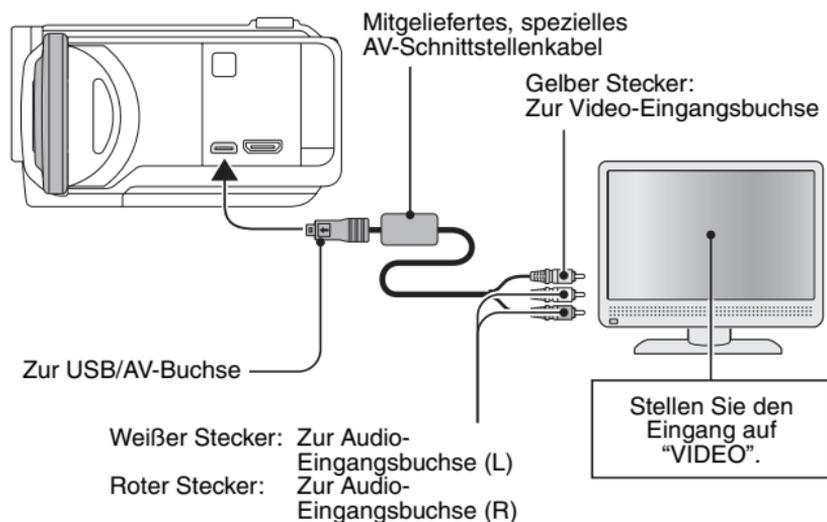 Mitgeliefertes, spezielles
AV-Schnittstellenkabel
Gelber Stecker:
Zur Video-Eingangsbuchse
Zur USB/AV-Buchse
Weißer Stecker: Zur Audio-
Eingangsbuchse (L)
Roter Stecker: Zur Audio-
Eingangsbuchse (R)
Stellen Sie den
Eingang auf
“VIDEO”.